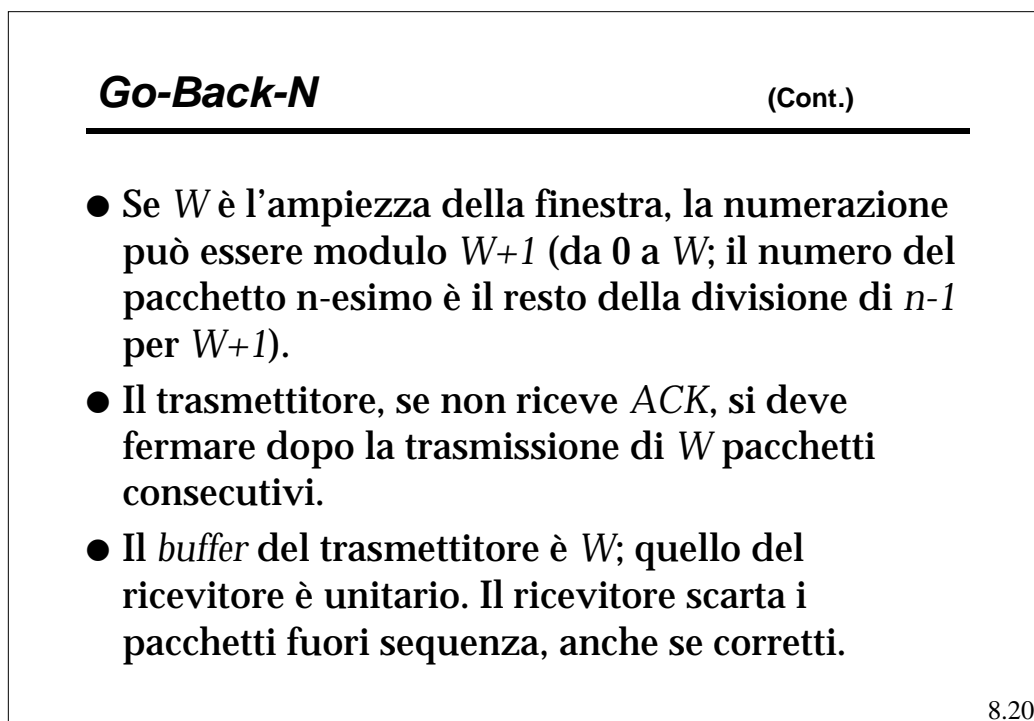 Go-Back-N (Cont.)
● Se W è l’ampiezza della finestra, la numerazione
può essere modulo W+1 (da 0 a W; il numero del
pacchetto n-esimo è il resto della divisione di n-1
per W+1).
● Il trasmettitore, se non riceve ACK, si deve
fermare dopo la trasmissione di W pacchetti
consecutivi.
● Il buffer del trasmettitore è W; quello del
ricevitore è unitario. Il ricevitore scarta i
pacchetti fuori sequenza, anche se corretti.
8.20